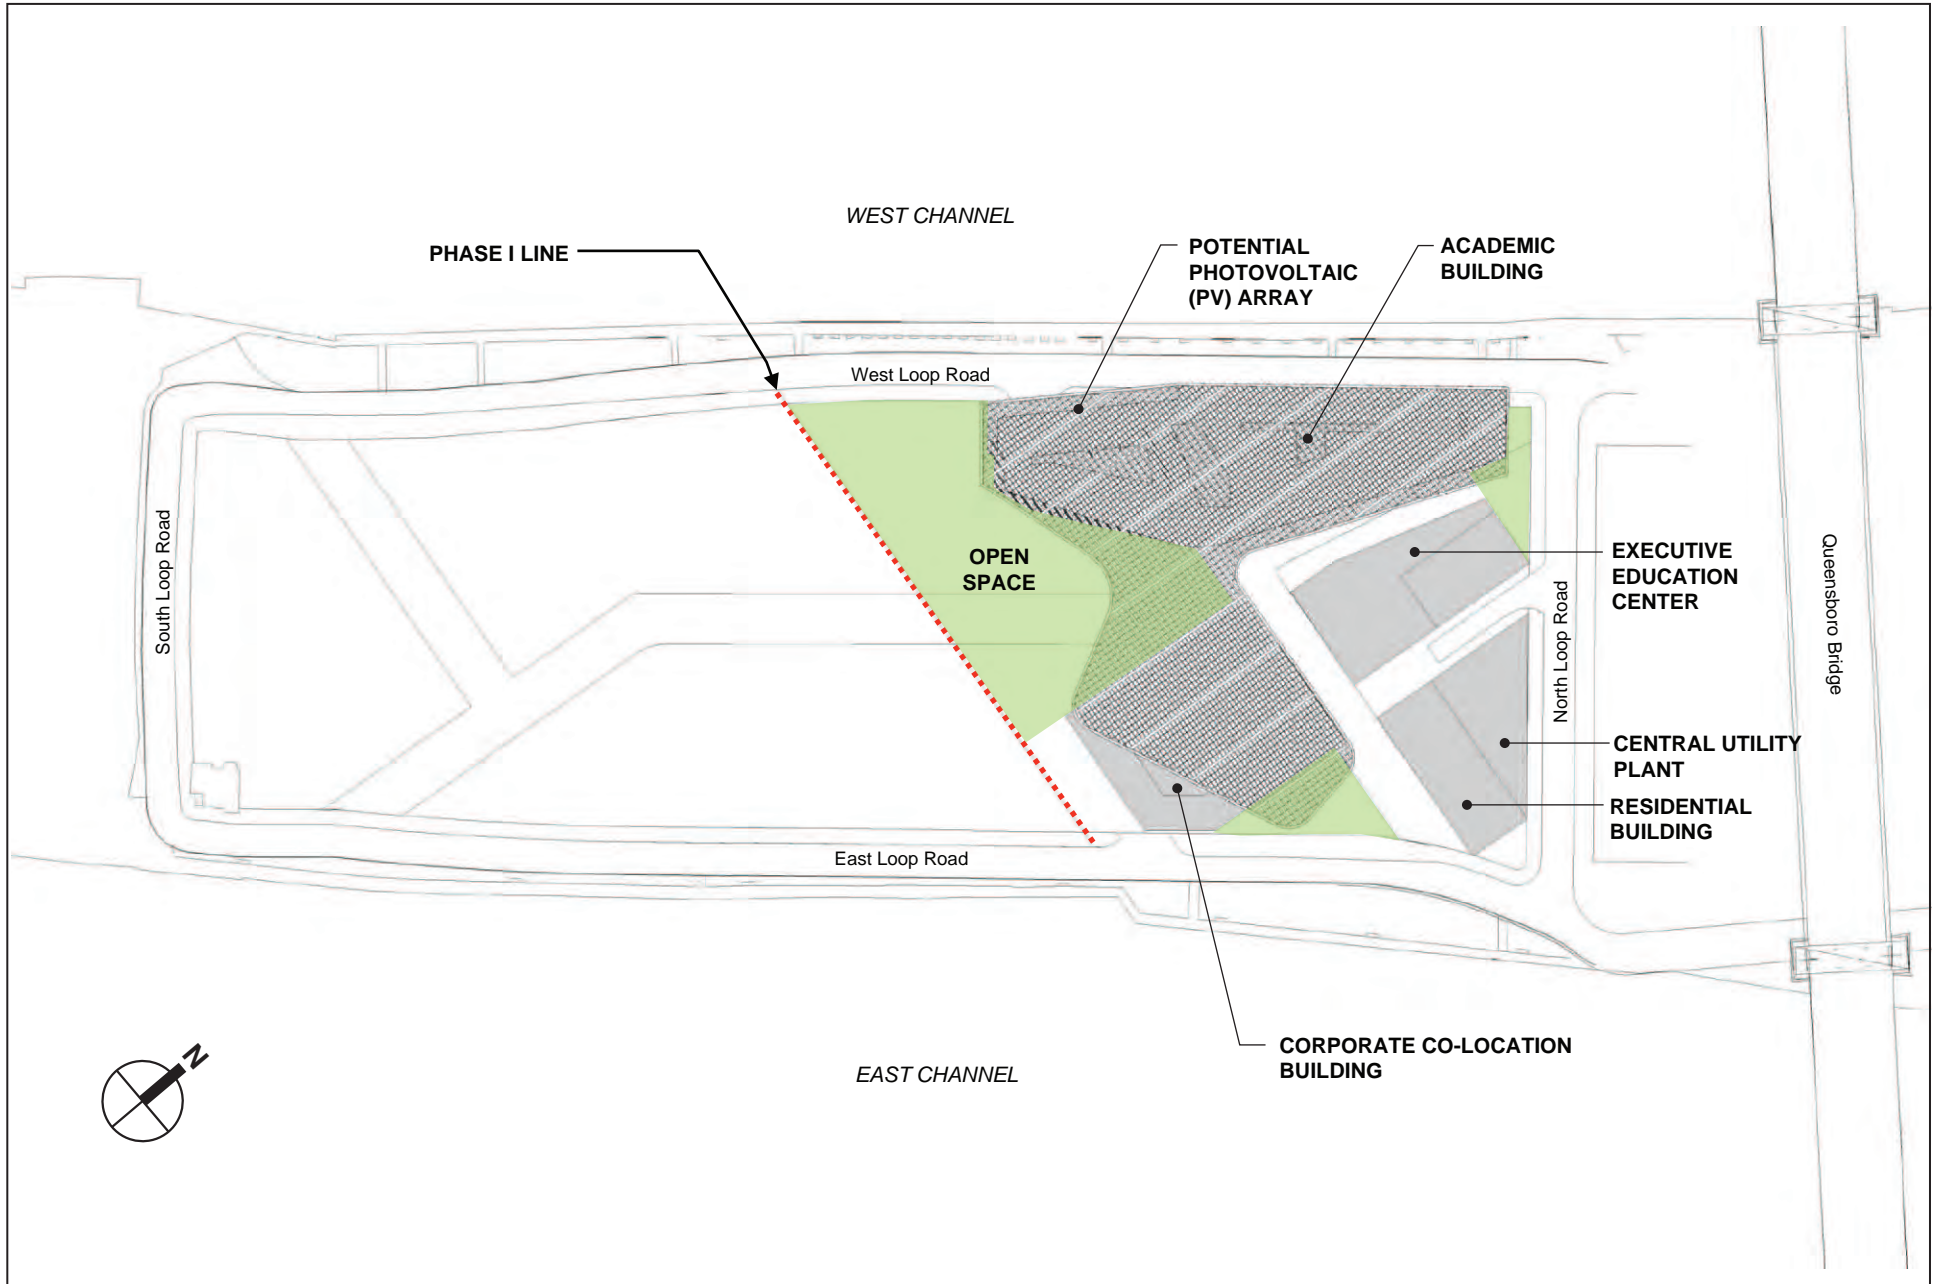 WEST CHANNEL
PHASE I LINE
POTENTIAL
PHOTOVOLTAIC
(PV) ARRAY
ACADEMIC
BUILDING
West Loop Road
South Loop Road
OPEN
SPACE
EXECUTIVE
EDUCATION
CENTER
North Loop Road
Queensboro Bridge
CENTRAL UTILITY
PLANT
RESIDENTIAL
BUILDING
East Loop Road
CORPORATE CO-LOCATION
BUILDING
EAST CHANNEL
N